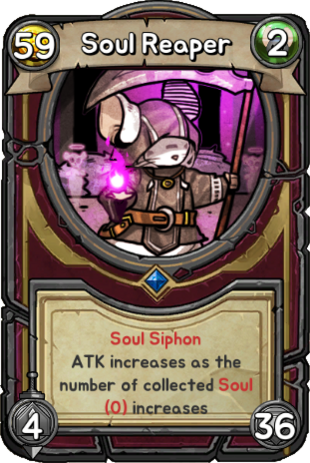 59 Soul Reaper 2
Soul Siphon
ATK increases as the
number of collected Soul
(0) increases
4 36